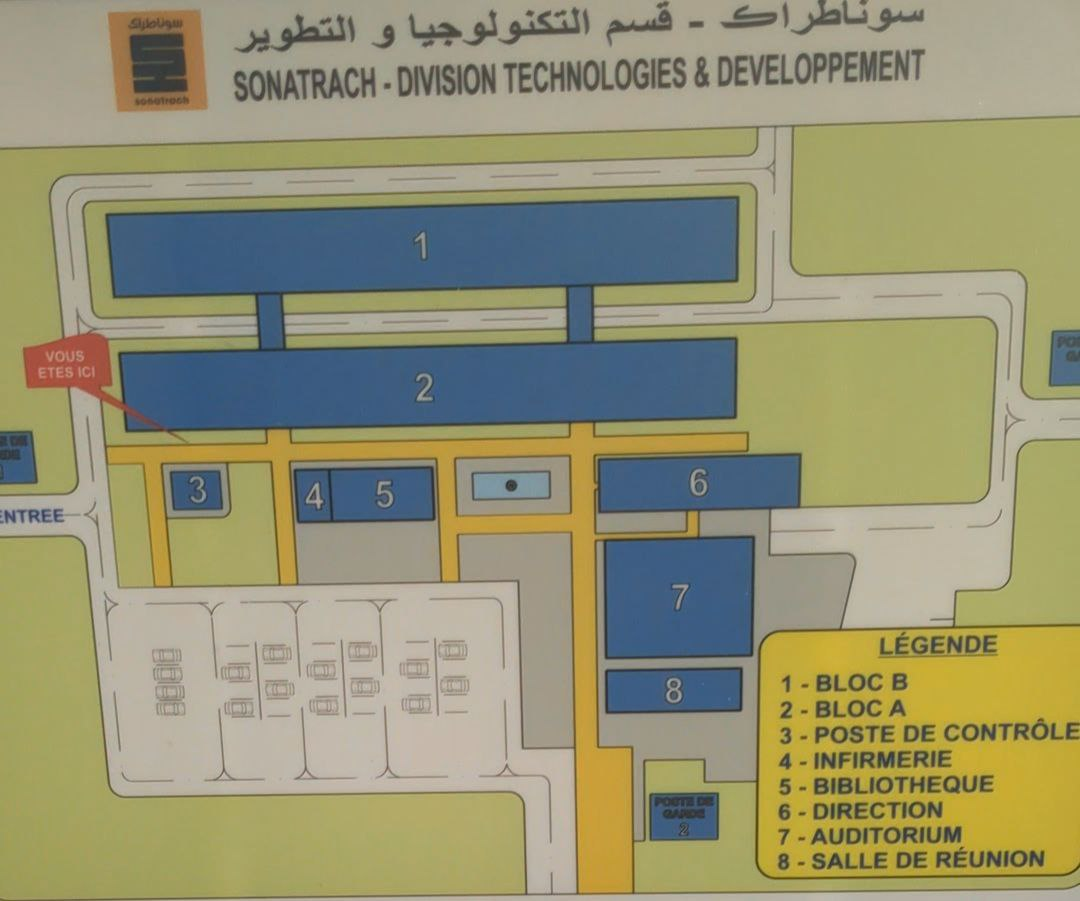 سوناطراك
sonatrach
سوناطراك - قسم التكنولوجيا و التطوير
SONATRACH - DIVISION TECHNOLOGIES & DEVELOPPEMENT
1
2
VOUS
ETES ICI
3
4
5
6
7
8
ENTREE
POSTE DE
GARDE
2
LÉGENDE
1 - BLOC B
2 - BLOC A
3 - POSTE DE CONTRÔLE
4 - INFIRMERIE
5 - BIBLIOTHEQUE
6 - DIRECTION
7 - AUDITORIUM
8 - SALLE DE RÉUNION